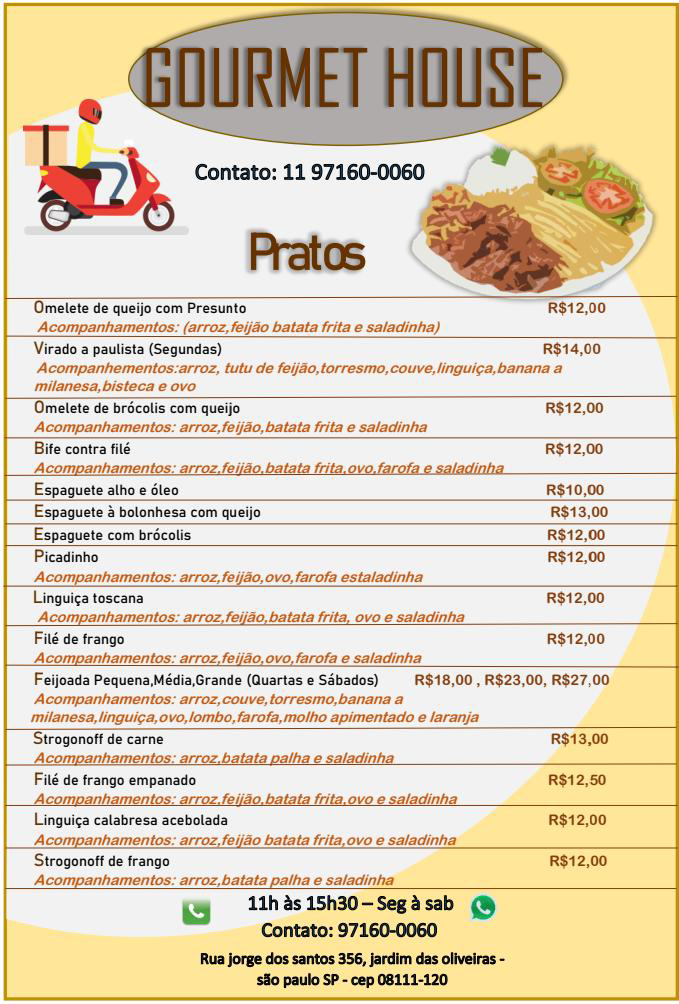 GOURMET HOUSE
Contato: 11 97160-0060
Pratos
Omelete de queijo com Presunto R$12,00
Acompanhamentos: (arroz,feijão batata frita e saladinha)
Virado a paulista (Segundas) R$14,00
Acompanhementos:arroz, tutu de feijão,torresmo,couve,linguiça,banana a
milanesa,bisteca e ovo
Omelete de brócolis com queijo R$12,00
Acompanhamentos: arroz,feijão,batata frita e saladinha
Bife contra filé R$12,00
Acompanhamentos: arroz,feijão,batata frita,ovo,farofa e saladinha
Espaguete alho e óleo R$10,00
Espaguete à bolonhesa com queijo R$13,00
Espaguete com brócolis R$12,00
Picadinho R$12,00
Acompanhamentos: arroz,feijão,ovo,farofa estaladinha
Linguiça toscana R$12,00
Acompanhamentos: arroz,feijão,batata frita, ovo e saladinha
Filé de frango R$12,00
Acompanhamentos: arroz,feijão,ovo,farofa e saladinha
Feijoada Pequena,Média,Grande (Quartas e Sábados) R$18,00 , R$23,00, R$27,00
Acompanhamentos: arroz,couve,torresmo,banana a
milanesa,linguiça,ovo,lombo,farofa,molho apimentado e laranja
Strogonoff de carne R$13,00
Acompanhamentos: arroz,batata palha e saladinha
Filé de frango empanado R$12,50
Acompanhamentos: arroz,feijão,batata frita,ovo e saladinha
Linguiça calabresa acebolada R$12,00
Acompanhamentos: arroz,feijão batata frita,ovo e saladinha
Strogonoff de frango R$12,00
Acompanhamentos: arroz,batata palha e saladinha
11h às 15h30 – Seg à sab
Contato: 97160-0060
Rua jorge dos santos 356, jardim das oliveiras -
são paulo SP - cep 08111-120